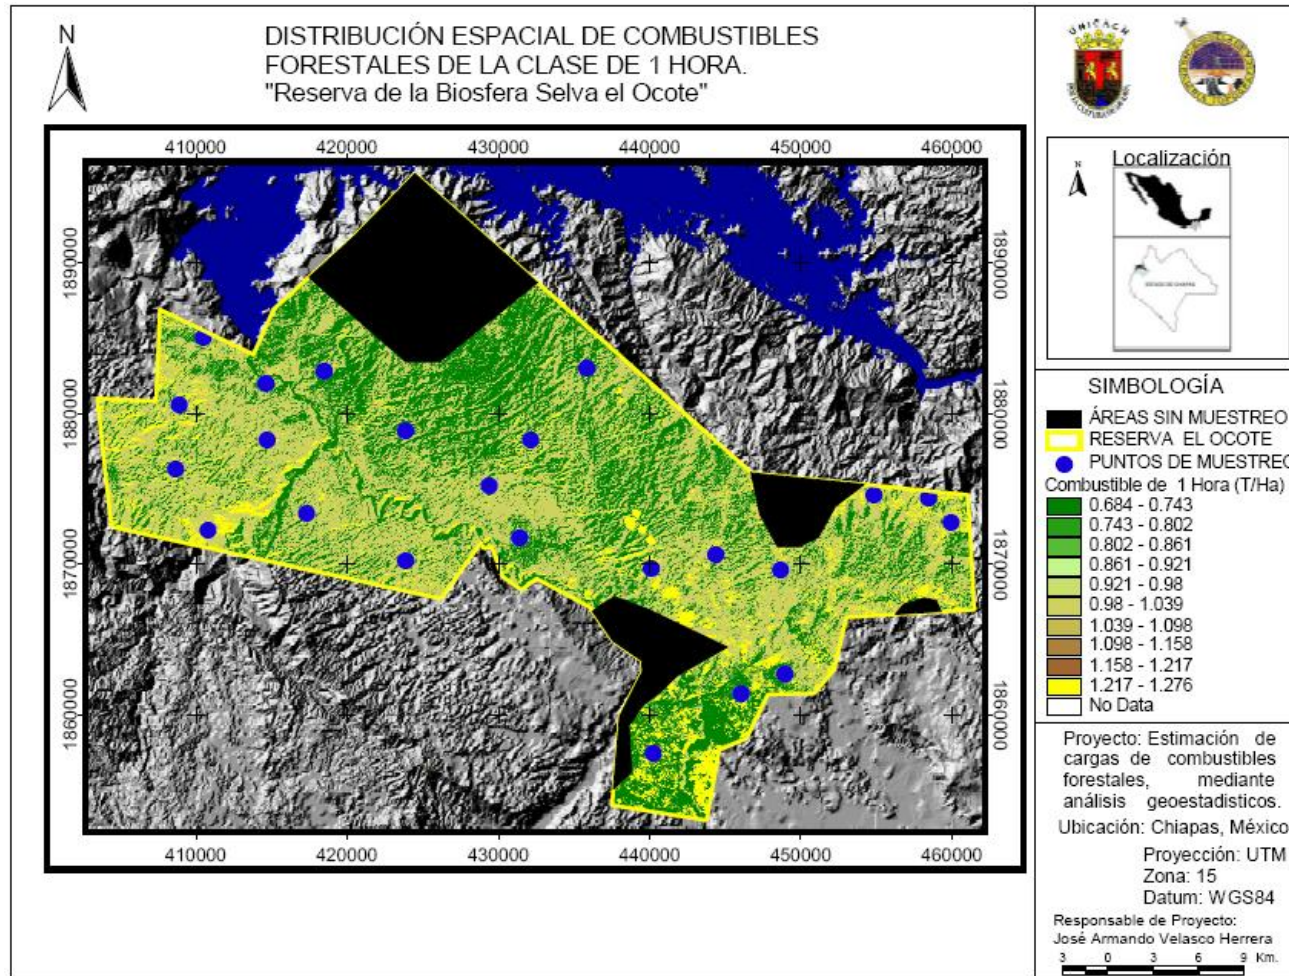 N
DISTRIBUCIÓN ESPACIAL DE COMBUSTIBLES
FORESTALES DE LA CLASE DE 1 HORA.
"Reserva de la Biosfera Selva el Ocote"
410000 420000 430000 440000 450000 460000
1890000
1880000
1870000
1860000
1890000
1880000
1870000
1860000
410000 420000 430000 440000 450000 460000
UNICACH
Localización
N
ESTADO DE CHIAPAS
SIMBOLOGÍA
ÁREAS SIN MUESTREO
RESERVA EL OCOTE
PUNTOS DE MUESTREO
Combustible de 1 Hora (T/Ha)
0.684 - 0.743
0.743 - 0.802
0.802 - 0.861
0.861 - 0.921
0.921 - 0.98
0.98 - 1.039
1.039 - 1.098
1.098 - 1.158
1.158 - 1.217
1.217 - 1.276
No Data
Proyecto: Estimación de
cargas de combustibles
forestales, mediante
análisis geoestadisticos.
Ubicación: Chiapas, México
Proyección: UTM
Zona: 15
Datum: WGS84
Responsable de Proyecto:
José Armando Velasco Herrera
3 0 3 6 9 Km.